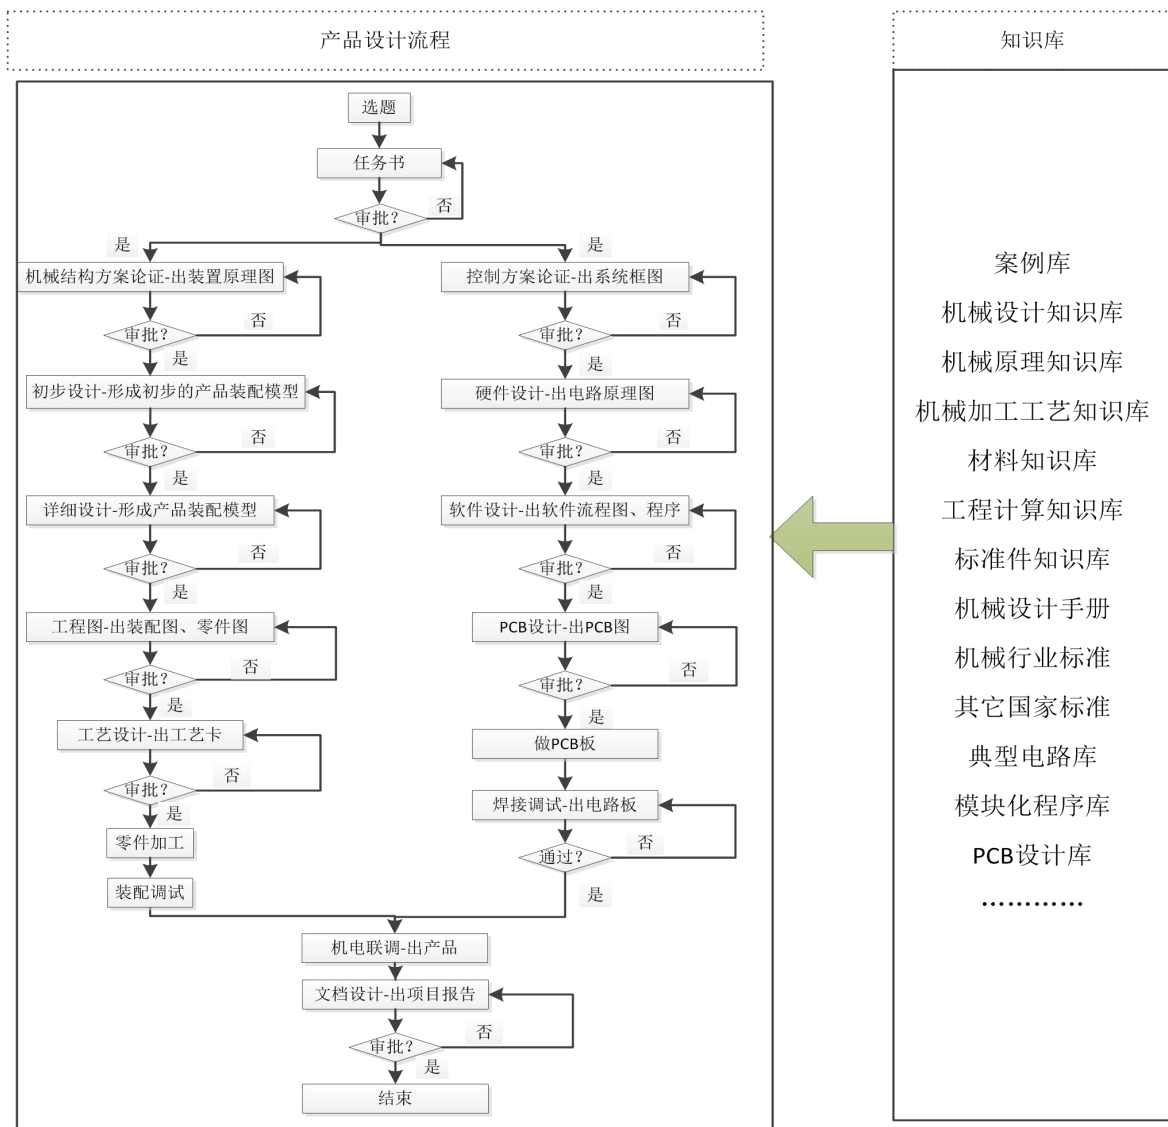 产品设计流程
选题
任务书
审批？
否
是
是
机械结构方案论证-出装置原理图
审批？
否
是
初步设计-形成初步的产品装配模型
审批？
否
是
详细设计-形成产品装配模型
审批？
否
是
工程图-出装配图、零件图
审批？
否
是
工艺设计-出工艺卡
审批？
否
是
零件加工
装配调试
控制方案论证-出系统框图
审批？
否
是
硬件设计-出电路原理图
审批？
否
是
软件设计-出软件流程图、程序
审批？
否
是
PCB设计-出PCB图
审批？
否
是
做PCB板
焊接调试-出电路板
通过？
否
是
机电联调-出产品
文档设计-出项目报告
审批？
否
是
结束
知识库
案例库
机械设计知识库
机械原理知识库
机械加工工艺知识库
材料知识库
工程计算知识库
标准件知识库
机械设计手册
机械行业标准
其它国家标准
典型电路库
模块化程序库
PCB设计库
…………